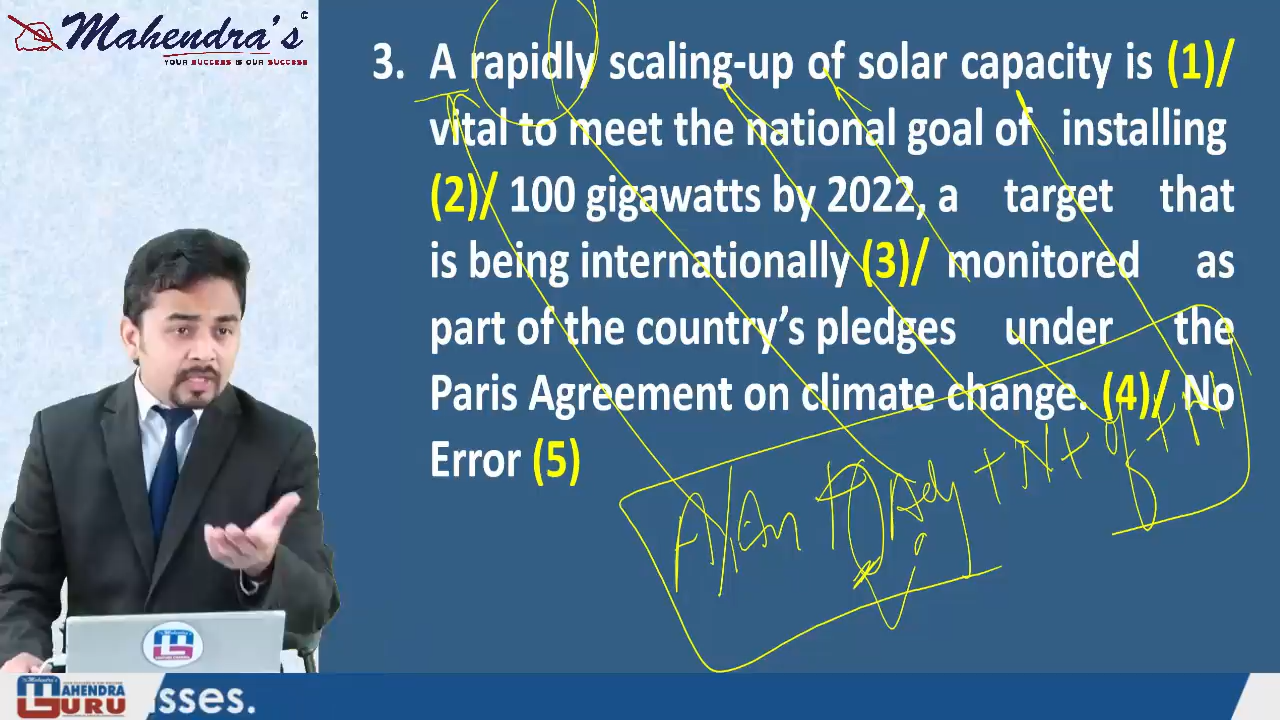 Mahendra's
YOUR SUCCESS IS OUR SUCCESS
3. A rapidly scaling-up of solar capacity is (1)/
vital to meet the national goal of installing
(2)/ 100 gigawatts by 2022, a target that
is being internationally (3)/ monitored as
part of the country's pledges under the
Paris Agreement on climate change. (4)/ No
Error (5)
A/An + Adj + N + of + N
MAHENDRA
GURU
sses.